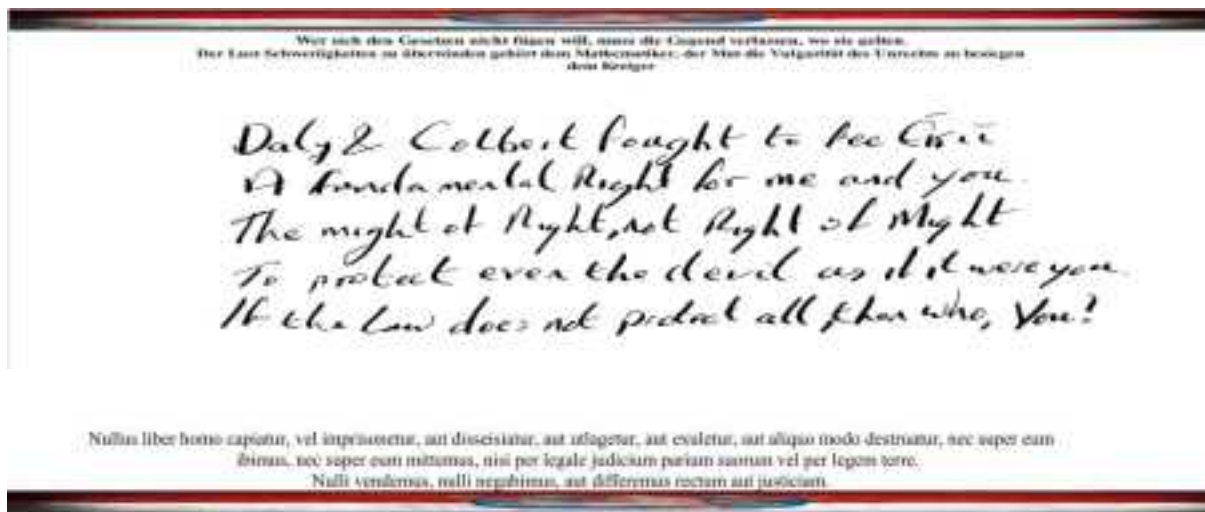 Wer sich den Gesetzen nicht fügen will, muss die Gegend verlassen, wo sie gelten.
Der Lust Schwerigkeiten zu überwinden gehört dem Mathematiker, der Mut die Vulgarität des Unrechts zu besiegen
dem Kreiger
Daly & Colbert fought to
A Fundamental Right for me and you.
The might of Right, not Right of Might
To protect even the devil as if it were you.
If the Law does not protect all then who, You?
Nullus liber homo capiatur, vel imprisonetur, aut disseisiatur, aut utlagetur, aut exuletur, aut aliquo modo destruatur, nec super eum
ibimus, nec super eum mittemus, nisi per legale judicium parium suorum vel per legem terre.
Nulli vendemus, nulli negabimus, aut differemus rectum aut justiciam.